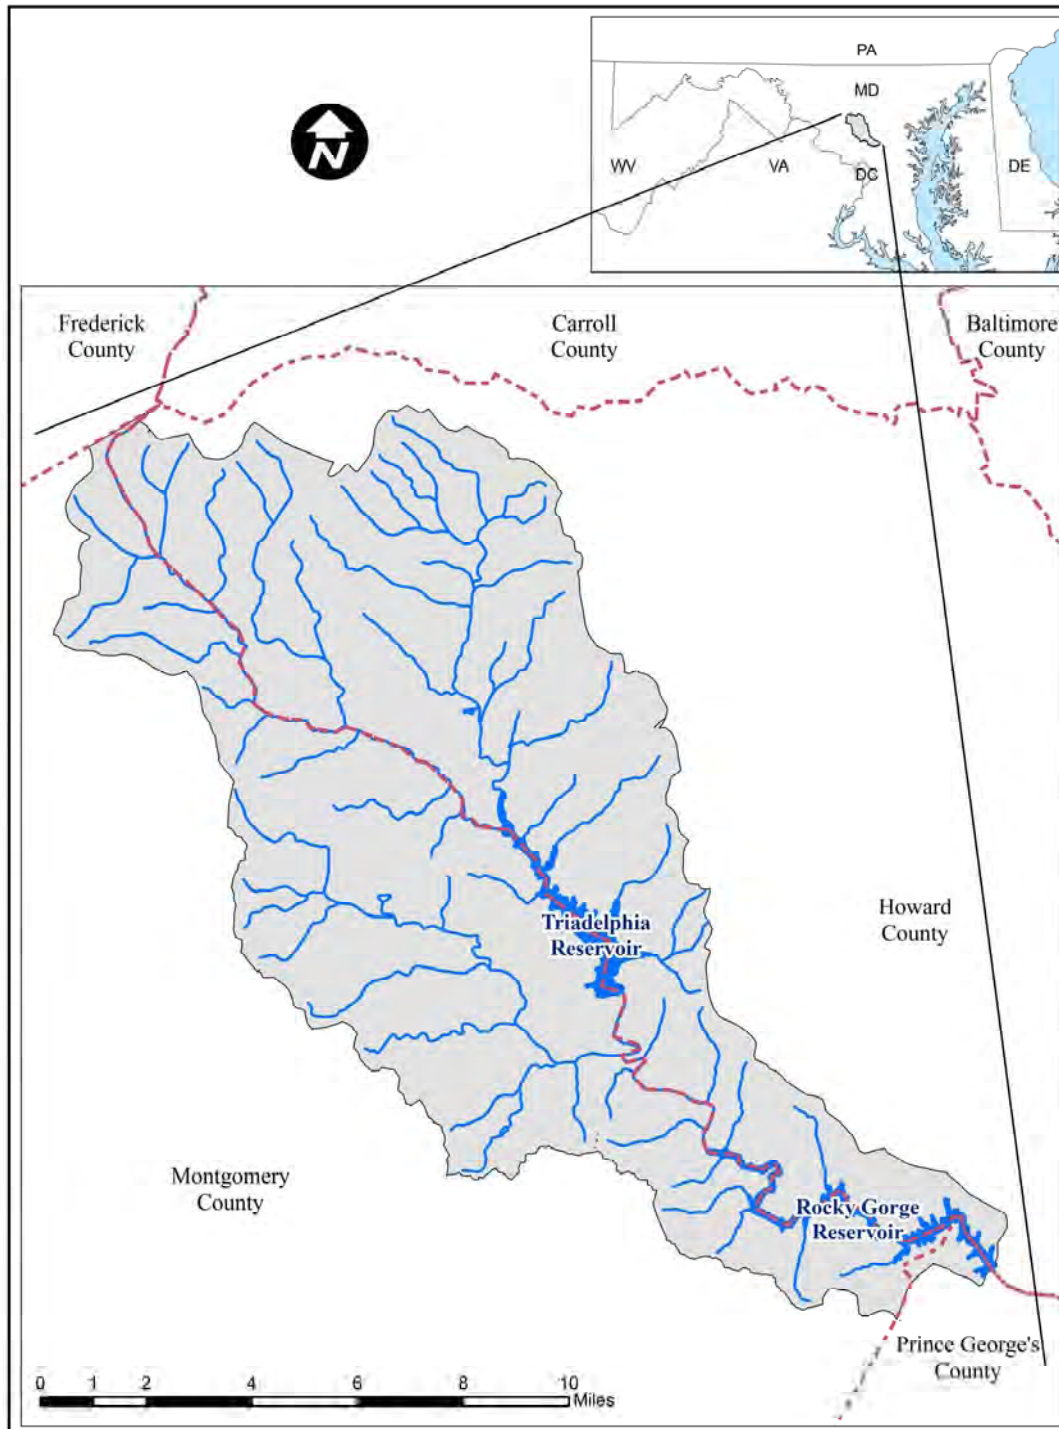 PA
MD
WV
VA
DC
DE
N
Frederick
County
Carroll
County
Baltimore
County
Triadelphia
Reservoir
Howard
County
Montgomery
County
Rocky Gorge
Reservoir
Prince George's
County
0 1 2 4 6 8 10
Miles